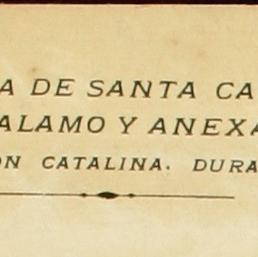 A DE SANTA CA
ALAMO Y ANEXA
ON CATALINA. DURA